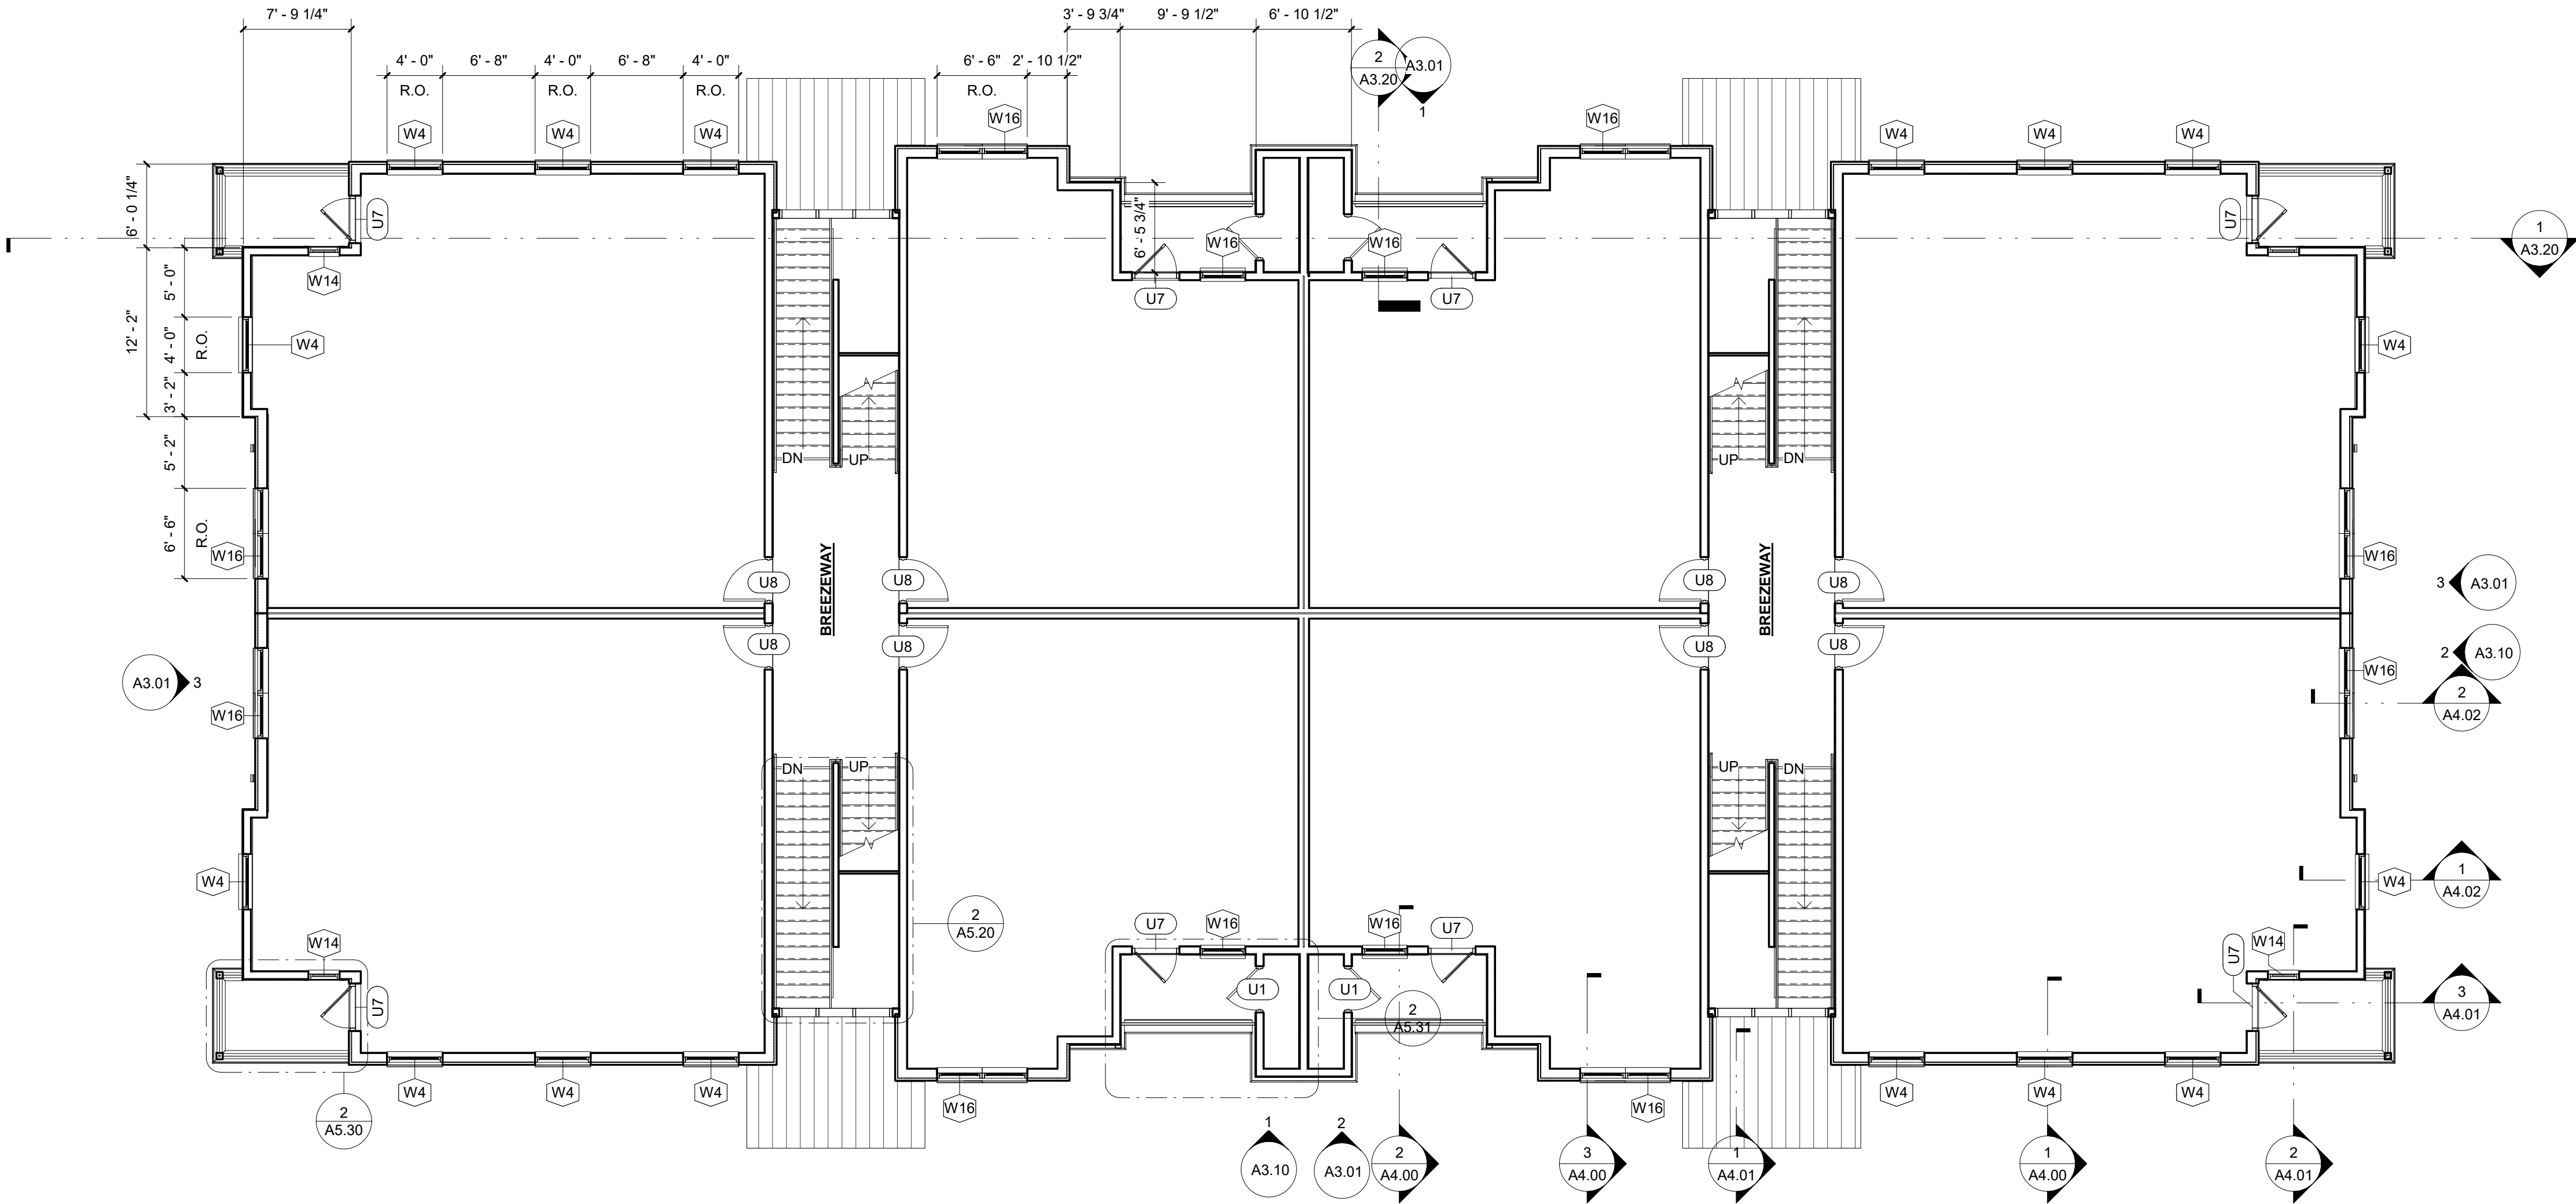 7' - 9 1/4"
3' - 9 3/4"
9' - 9 1/2"
6' - 10 1/2"
4' - 0"
6' - 8"
4' - 0"
6' - 8"
4' - 0"
6' - 6"
2' - 10 1/2"
2
A3.20
A3.01
1
R.O.
R.O.
R.O.
R.O.
W4
W4
W4
W16
W16
W4
W4
W4
6' - 0 1/4"
U7
6' - 5 3/4"
W16
W16
U7
1
A3.20
W14
U7
U7
12' - 2"
5' - 0"
4' - 0"
R.O.
3' - 2"
W4
W4
5' - 2"
DN
UP
UP
DN
6' - 6"
R.O.
W16
BREEZEWAY
BREEZEWAY
W16
U8
U8
U8
U8
3
A3.01
U8
U8
U8
U8
2
A3.10
A3.01
3
W16
W16
2
A4.02
DN
UP
UP
DN
W4
W4
1
A4.02
2
A5.20
W14
U7
W16
W16
U7
U7
W14
U7
U1
U1
2
A5.31
3
A4.01
W4
W4
W4
W16
W16
W4
W4
W4
2
A5.30
1
A3.10
2
A3.01
2
A4.00
3
A4.00
1
A4.01
1
A4.00
2
A4.01